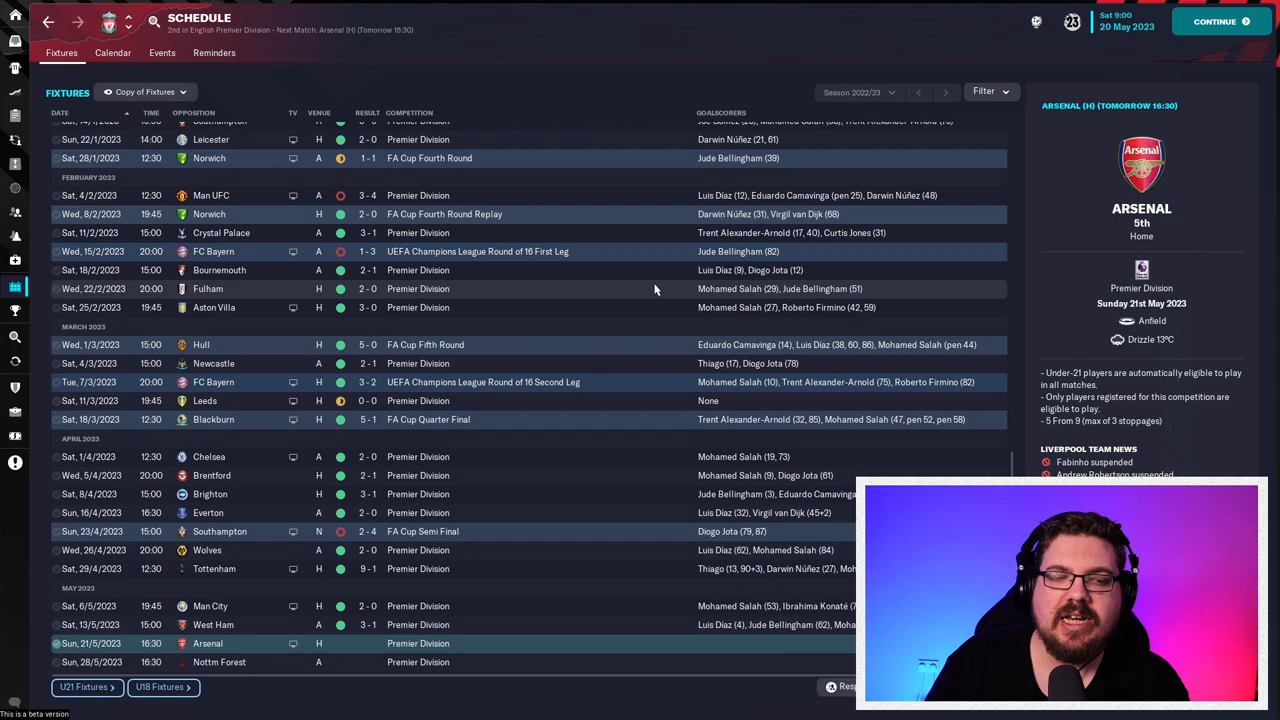 SCHEDULE
2nd in English Premier Division - Next Match: Arsenal (H) (Tomorrow 16:30)
23
Sat 9:00
20 May 2023
CONTINUE
Fixtures Calendar Events Reminders
FIXTURES Copy of Fixtures Season 2022/23 Filter
DATE TIME OPPOSITION TV VENUE RESULT COMPETITION GOALSCORERS
Sun, 22/1/2023 14:00 Leicester H 2 - 0 Premier Division Darwin Núñez (21, 61)
Sat, 28/1/2023 12:30 Norwich A 1 - 1 FA Cup Fourth Round Jude Bellingham (39)
FEBRUARY 2023
Sat, 4/2/2023 12:30 Man UFC A 3 - 4 Premier Division Luis Díaz (12), Eduardo Camavinga (pen 25), Darwin Núñez (48)
Wed, 8/2/2023 19:45 Norwich H 2 - 0 FA Cup Fourth Round Replay Darwin Núñez (31), Virgil van Dijk (68)
Sat, 11/2/2023 15:00 Crystal Palace A 3 - 1 Premier Division Trent Alexander-Arnold (17, 40), Curtis Jones (31)
Wed, 15/2/2023 20:00 FC Bayern A 1 - 3 UEFA Champions League Round of 16 First Leg Jude Bellingham (82)
Sat, 18/2/2023 15:00 Bournemouth H 2 - 1 Premier Division Luis Díaz (9), Diogo Jota (12)
Wed, 22/2/2023 20:00 Fulham H 2 - 0 Premier Division Mohamed Salah (29), Jude Bellingham (51)
Sat, 25/2/2023 19:45 Aston Villa A 3 - 0 Premier Division Mohamed Salah (27), Roberto Firmino (42, 59)
MARCH 2023
Wed, 1/3/2023 15:00 Hull H 5 - 0 FA Cup Fifth Round Eduardo Camavinga (14), Luis Díaz (38, 60, 86), Mohamed Salah (pen 44)
Sat, 4/3/2023 15:00 Newcastle A 2 - 1 Premier Division Thiago (17), Diogo Jota (78)
Tue, 7/3/2023 20:00 FC Bayern H 3 - 2 UEFA Champions League Round of 16 Second Leg Mohamed Salah (10), Trent Alexander-Arnold (75), Roberto Firmino (82)
Sat, 11/3/2023 19:45 Leeds H 0 - 0 Premier Division None
Sat, 18/3/2023 12:30 Blackburn A 5 - 1 FA Cup Quarter Final Trent Alexander-Arnold (32, 85), Mohamed Salah (47, pen 52, pen 58)
APRIL 2023
Sat, 1/4/2023 12:30 Chelsea A 2 - 0 Premier Division Mohamed Salah (19, 73)
Wed, 5/4/2023 20:00 Brentford H 2 - 1 Premier Division Mohamed Salah (9), Diogo Jota (61)
Sat, 8/4/2023 15:00 Brighton H 3 - 1 Premier Division Jude Bellingham (3), Eduardo Camavinga
Sun, 16/4/2023 16:30 Everton A 2 - 0 Premier Division Luis Díaz (32), Virgil van Dijk (45+2)
Sun, 23/4/2023 15:00 Southampton N 2 - 4 FA Cup Semi Final Diogo Jota (79, 87)
Wed, 26/4/2023 20:00 Wolves A 2 - 0 Premier Division Luis Díaz (62), Mohamed Salah (84)
Sat, 29/4/2023 12:30 Tottenham H 9 - 1 Premier Division Thiago (13, 90+3), Darwin Núñez (27),
MAY 2023
Sat, 6/5/2023 19:45 Man City H 2 - 0 Premier Division Mohamed Salah (53), Ibrahima Konaté
Sat, 13/5/2023 15:00 West Ham A 3 - 1 Premier Division Luis Díaz (4), Jude Bellingham (62),
Sun, 21/5/2023 16:30 Arsenal H Premier Division
Sun, 28/5/2023 16:30 Nottm Forest A Premier Division
U21 Fixtures U18 Fixtures
This is a beta version
ARSENAL (H) (TOMORROW 16:30)
Arsenal
ARSENAL
5th
Home
Premier Division
Sunday 21st May 2023
Anfield
Drizzle 13°C
- Under-21 players are automatically eligible to play
in all matches.
- Only players registered for this competition are
eligible to play.
- 5 From 9 (max of 3 stoppages)
LIVERPOOL TEAM NEWS
Fabinho suspended
Andrew Robertson suspended